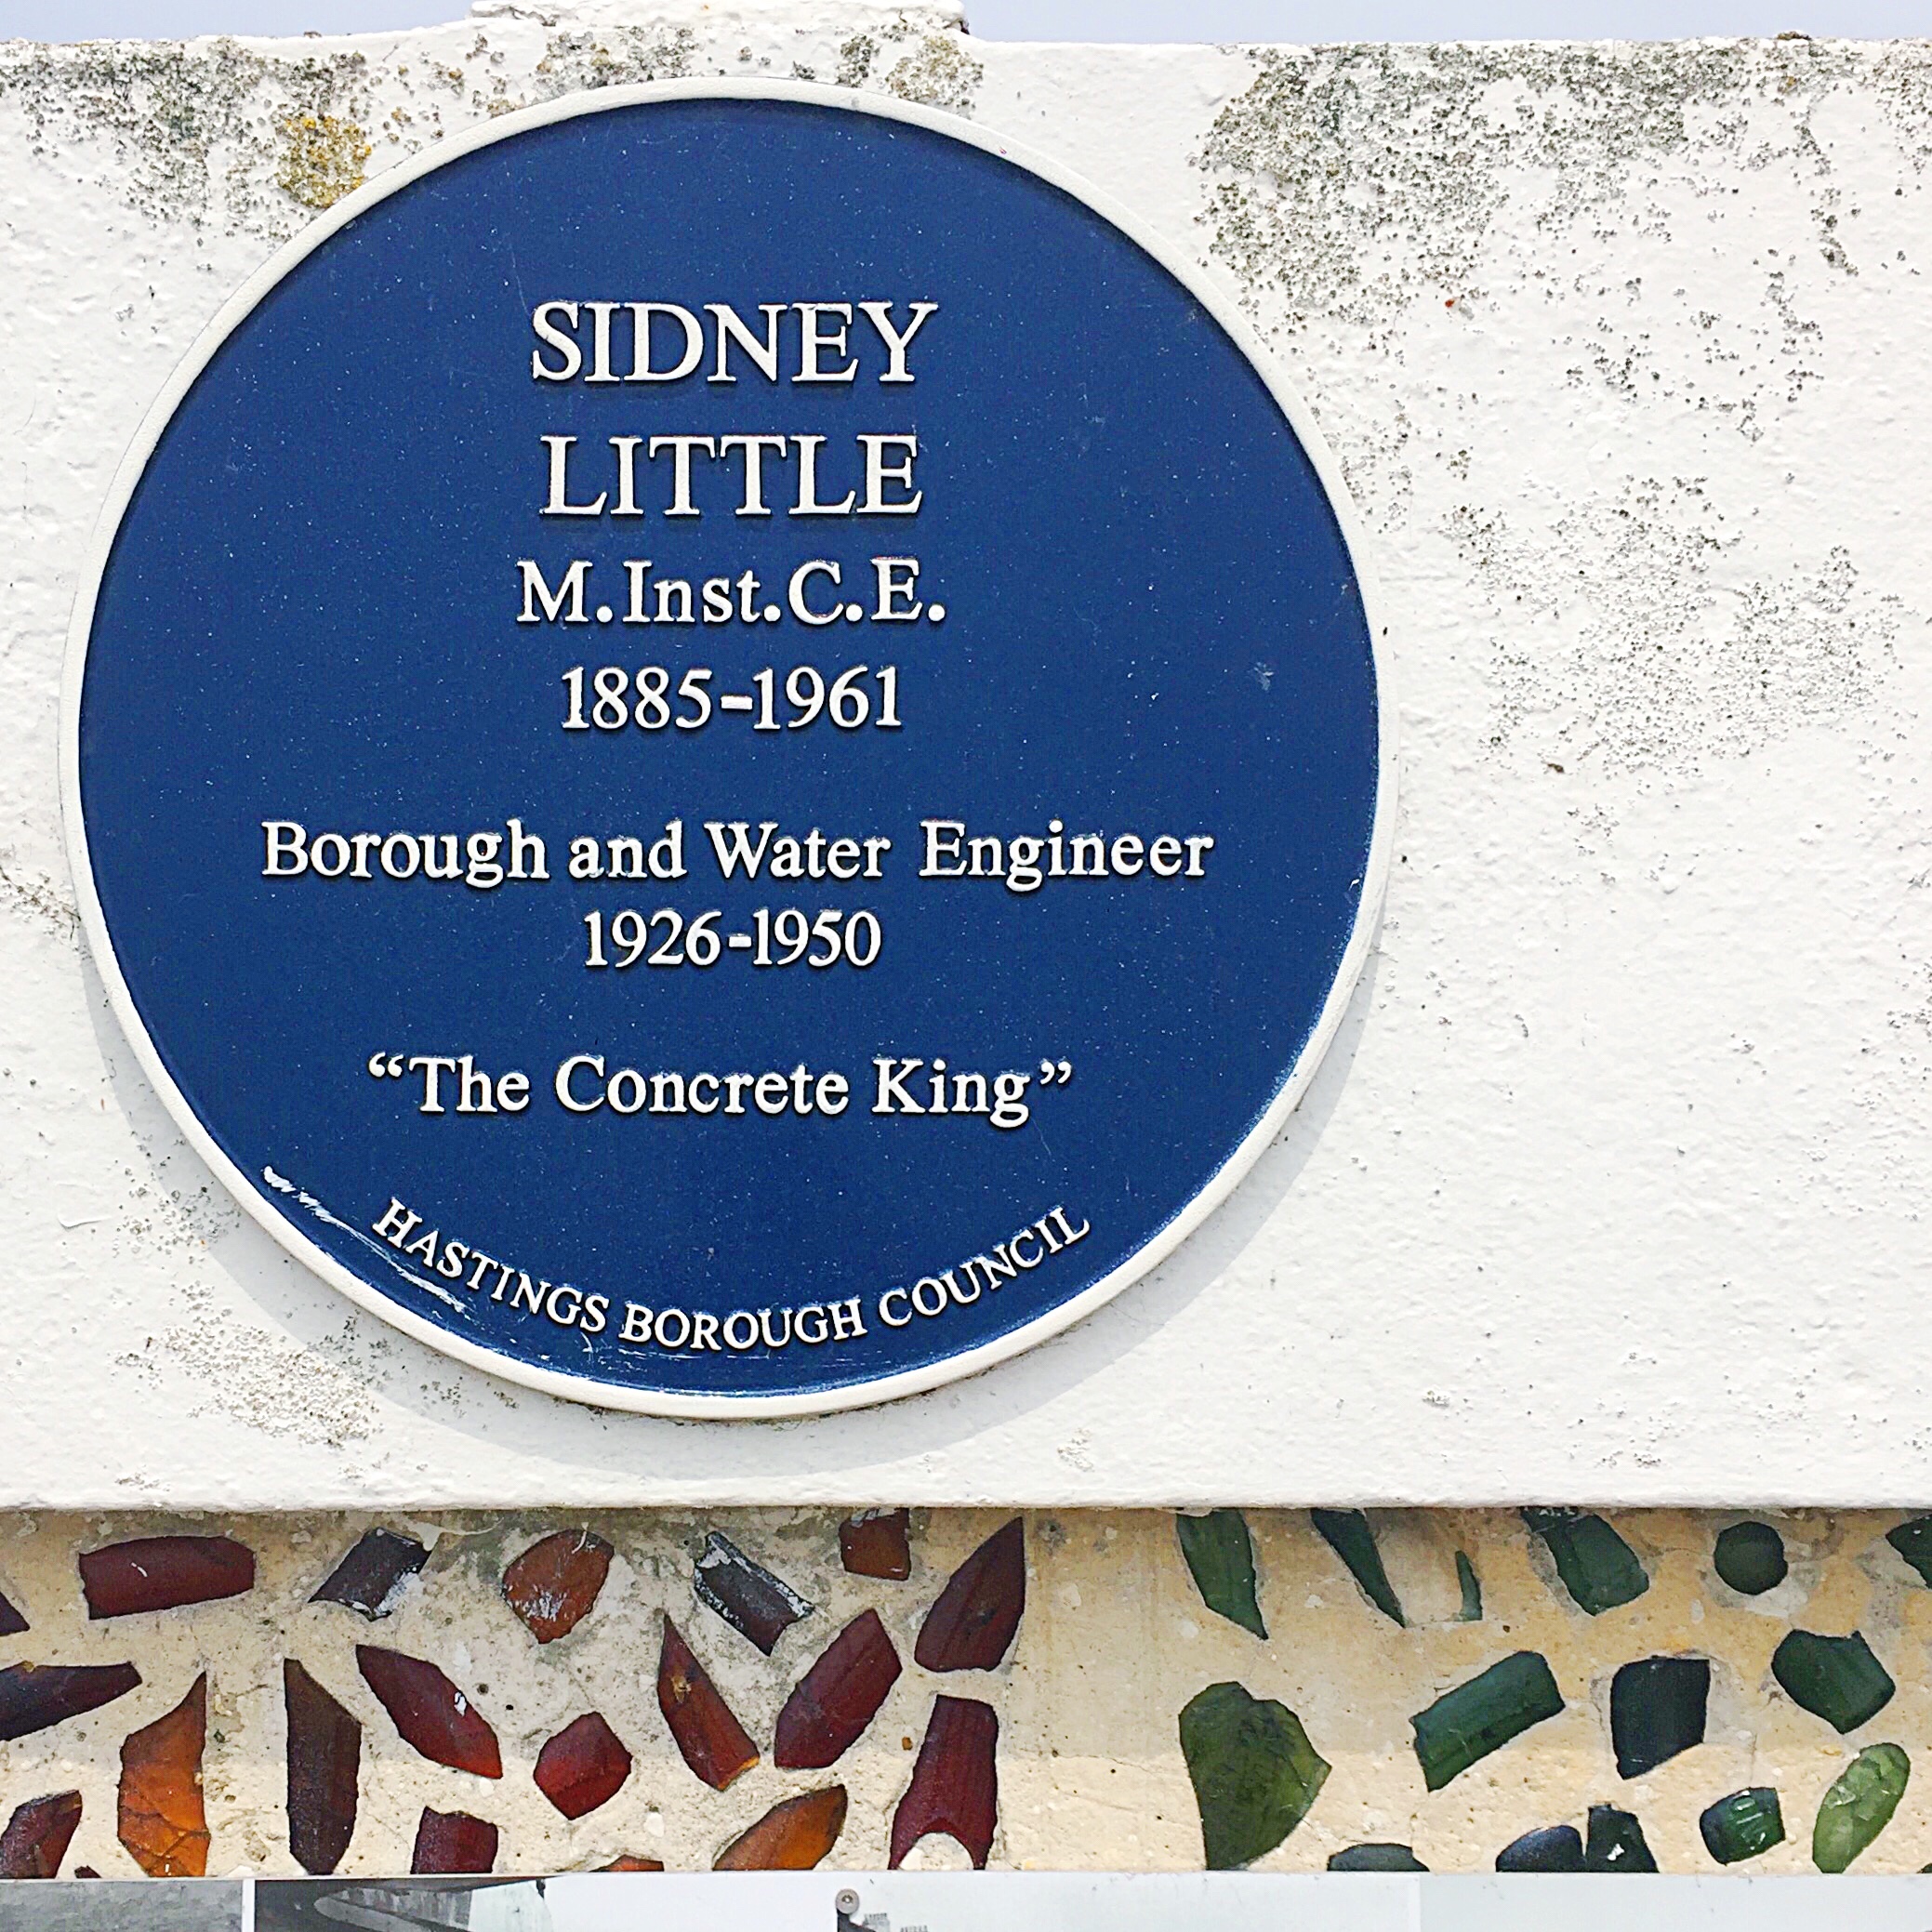 SIDNEY
LITTLE
M.Inst.C.E.
1885-1961
Borough and Water Engineer
1926-1950
“The Concrete King”
HASTINGS BOROUGH COUNCIL